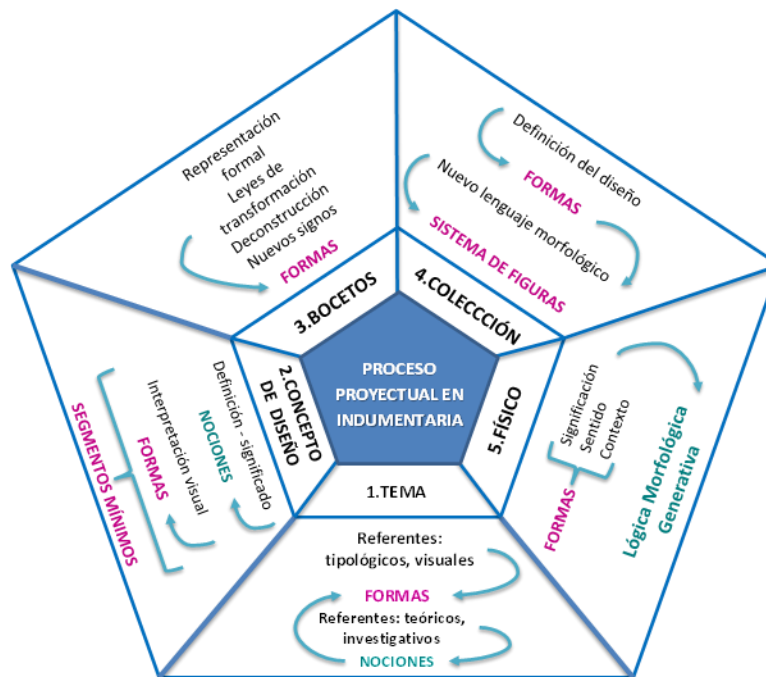 PROCESO
PROYECTUAL EN
INDUMENTARIA
1.TEMA
Referentes:
tipológicos, visuales
FORMAS
Referentes: teóricos,
investigativos
NOCIONES
2.CONCEPTO
DE DISEÑO
Definición - significado
NOCIONES
Interpretación visual
FORMAS
SEGMENTOS MÍNIMOS
3.BOCETOS
Representación
formal
Leyes de
transformación
Deconstrucción
Nuevos signos
FORMAS
4.COLECCCIÓN
Definición del diseño
FORMAS
Nuevo lenguaje morfológico
SISTEMA DE FIGURAS
5.FÍSICO
Significación
Sentido
Contexto
FORMAS
Lógica Morfológica
Generativa